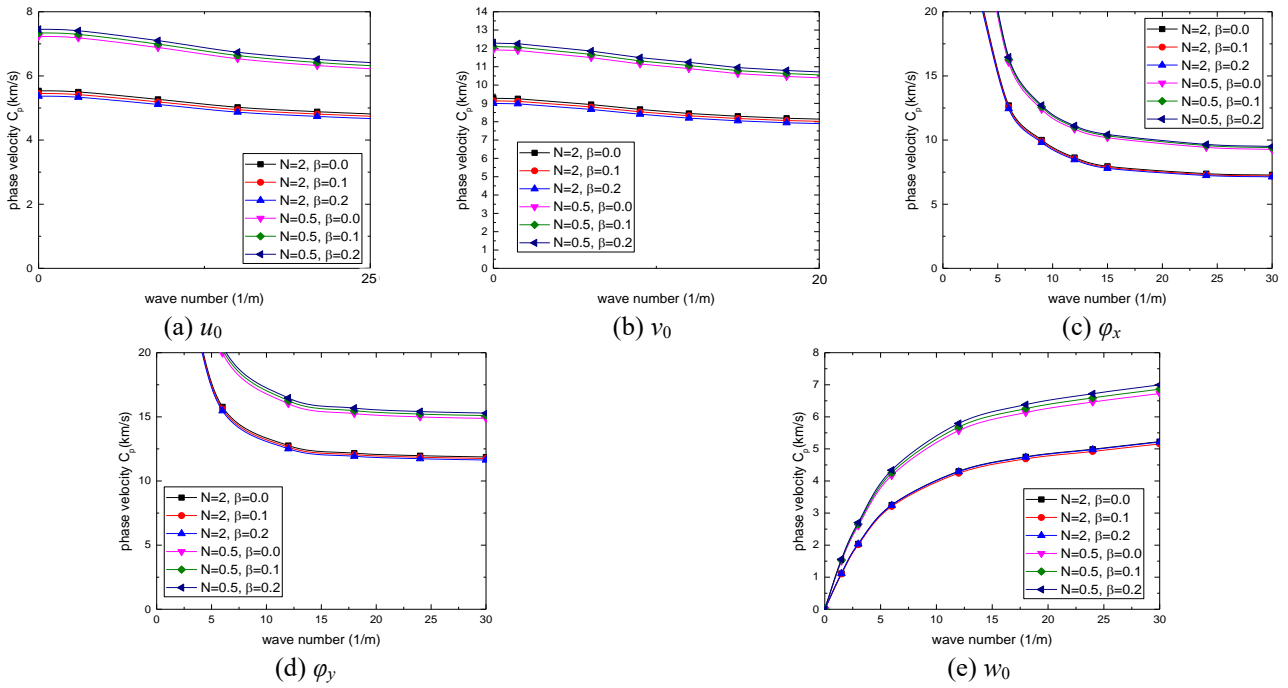 8
6
4
2
0
phase velocity Cp(km/s)
N=2, β=0.0
N=2, β=0.1
N=2, β=0.2
N=0.5, β=0.0
N=0.5, β=0.1
N=0.5, β=0.2
0
25
wave number (1/m)
(a) u0
14
13
12
11
10
9
8
7
6
5
4
3
2
1
0
phase velocity Cp(km/s)
N=2, β=0.0
N=2, β=0.1
N=2, β=0.2
N=0.5, β=0.0
N=0.5, β=0.1
N=0.5, β=0.2
0
20
wave number (1/m)
(b) v0
20
15
10
5
0
phase velocity Cp(km/s)
N=2, β=0.0
N=2, β=0.1
N=2, β=0.2
N=0.5, β=0.0
N=0.5, β=0.1
N=0.5, β=0.2
0 5 10 15 20 25 30
wave number (1/m)
(c) φx
20
15
10
5
0
phase velocity Cp(km/s)
N=2, β=0.0
N=2, β=0.1
N=2, β=0.2
N=0.5, β=0.0
N=0.5, β=0.1
N=0.5, β=0.2
0 5 10 15 20 25 30
wave number (1/m)
(d) φy
8
7
6
5
4
3
2
1
0
phase velocity Cp(km/s)
N=2, β=0.0
N=2, β=0.1
N=2, β=0.2
N=0.5, β=0.0
N=0.5, β=0.1
N=0.5, β=0.2
0 5 10 15 20 25 30
wave number (1/m)
(e) w0